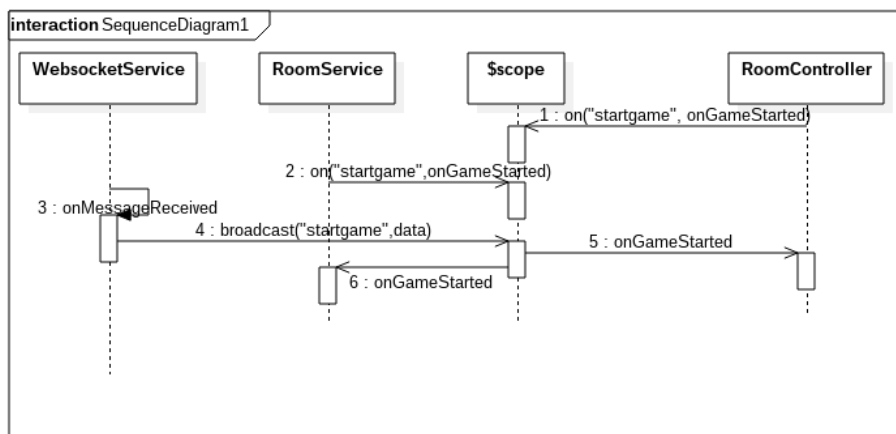 interaction SequenceDiagram1
WebsocketService
RoomService
$scope
RoomController
1 : on("startgame", onGameStarted)
2 : on("startgame",onGameStarted)
3 : onMessageReceived
4 : broadcast("startgame",data)
5 : onGameStarted
6 : onGameStarted